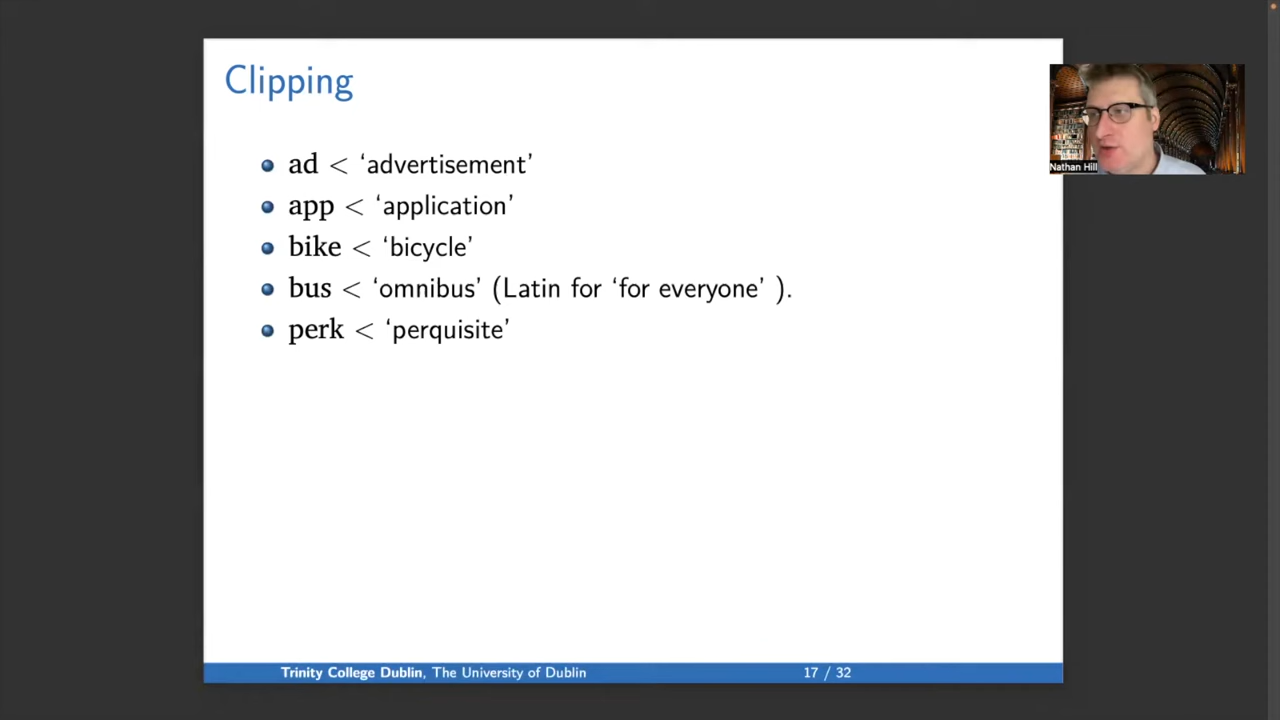 Clipping
ad < ‘advertisement’
app < ‘application’
bike < ‘bicycle’
bus < ‘omnibus’ (Latin for ‘for everyone’ ).
perk < ‘perquisite’
Nathan Hill
Trinity College Dublin, The University of Dublin 17 / 32